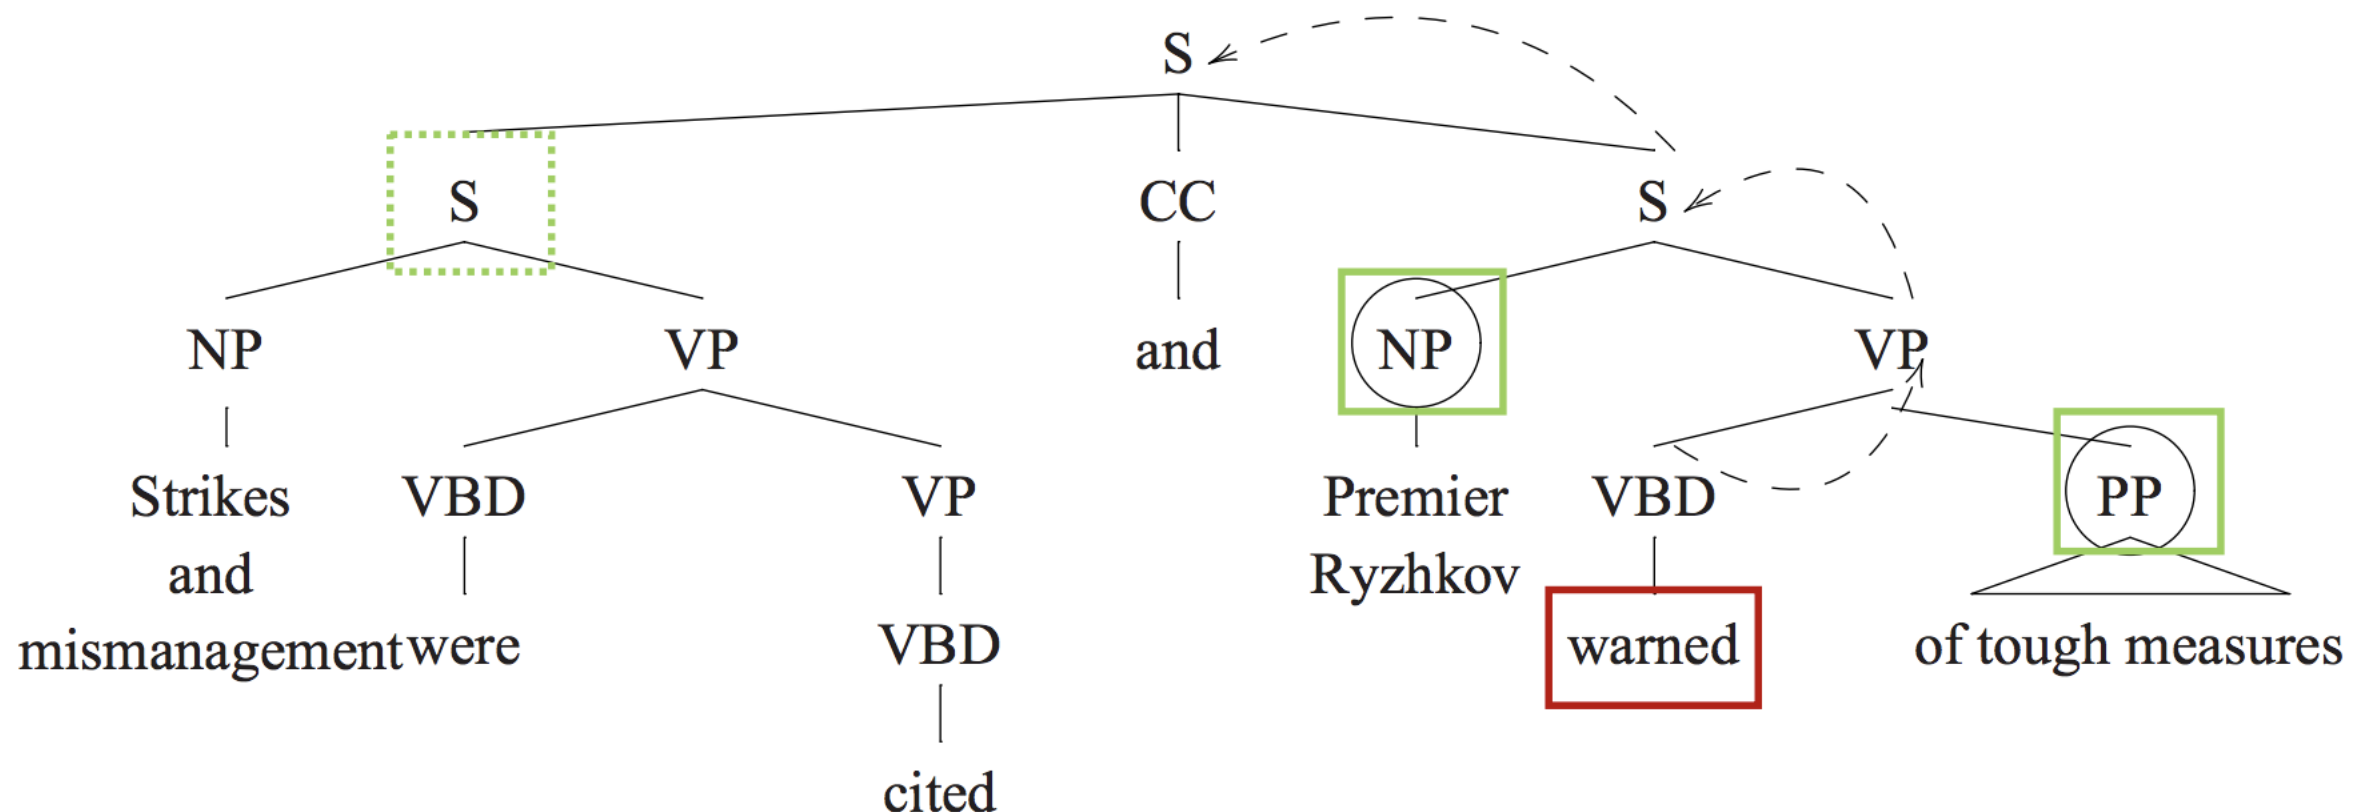 S
S CC S
NP VP and NP VP
Strikes VBD VP Premier VBD PP
and Ryzhkov
mismanagement were VBD warned of tough measures
cited